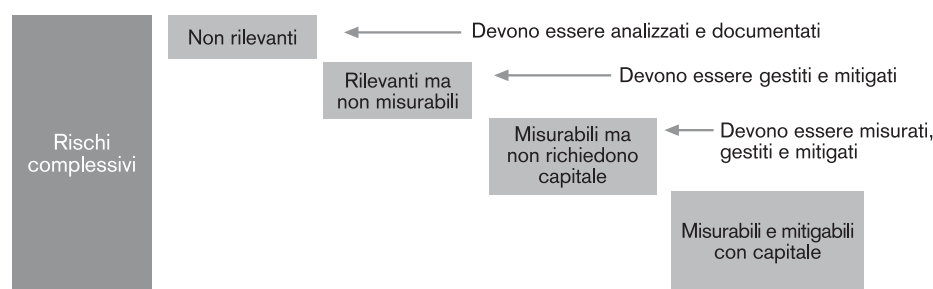 Rischi
complessivi
Non rilevanti
Devono essere analizzati e documentati
Rilevanti ma
non misurabili
Devono essere gestiti e mitigati
Misurabili ma
non richiedono
capitale
Devono essere misurati,
gestiti e mitigati
Misurabili e mitigabili
con capitale